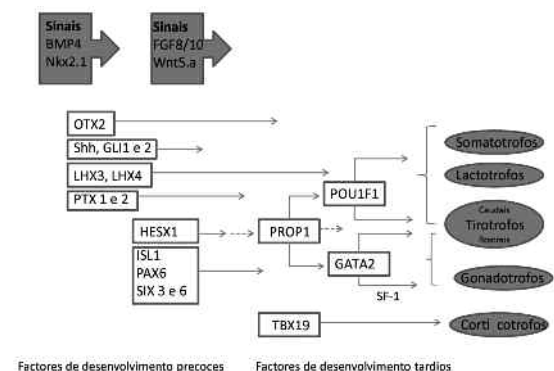 Sinais
BMP4
Nkx2.1
Sinais
FGF8/10
Wnt5.a
OTX2
Shh, GLI1 e 2
LHX3, LHX4
PTX 1 e 2
HESX1
ISL1
PAX6
SIX 3 e 6
PROP1
POU1F1
GATA2
SF-1
TBX19
Somatotrofos
Lactotrofos
Caudais
Tirotrofos
Rostrais
Gonadotrofos
Corti cotrofos
Factores de desenvolvimento precoces
Factores de desenvolvimento tardios